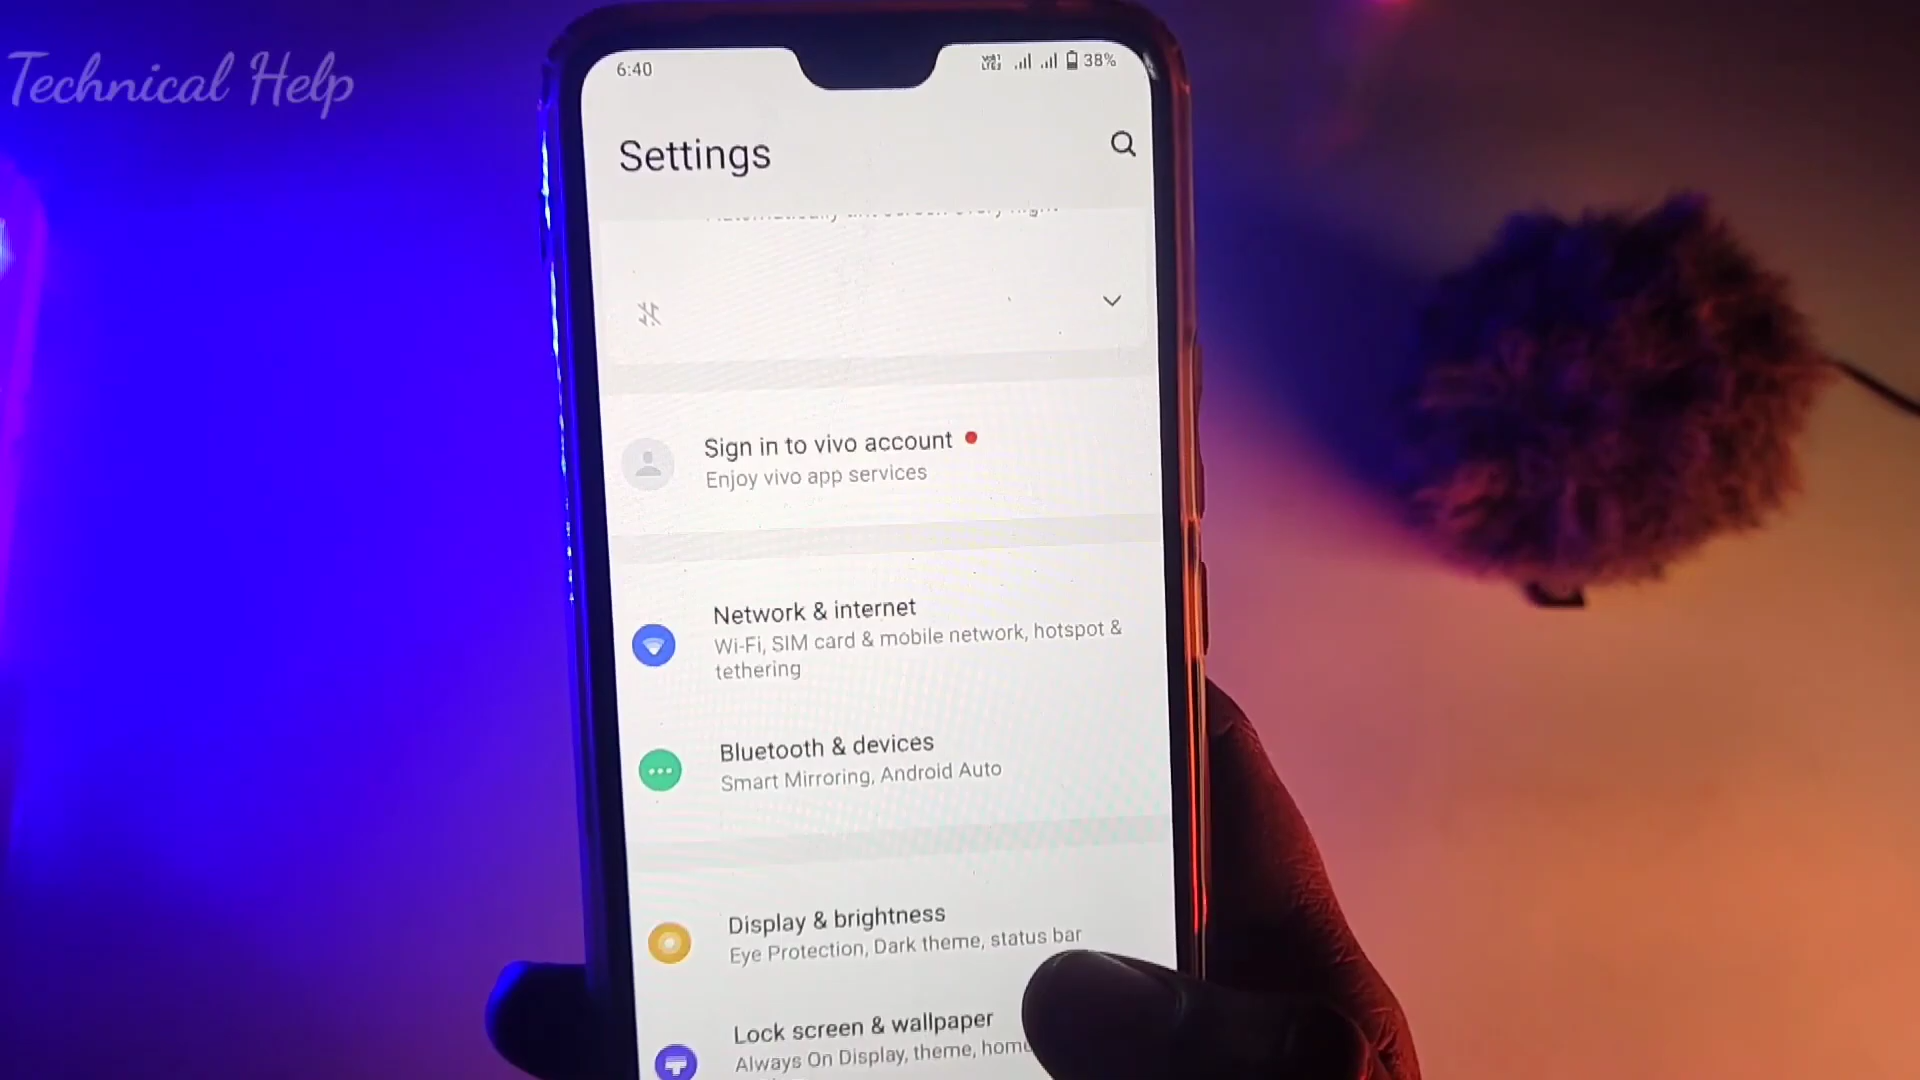 Technical Help
6:40
38%
Settings
Sign in to vivo account
Enjoy vivo app services
Network & internet
Wi-Fi, SIM card & mobile network, hotspot &
tethering
Bluetooth & devices
Smart Mirroring, Android Auto
Display & brightness
Eye Protection, Dark theme, status bar
Lock screen & wallpaper
Always On Display, theme,